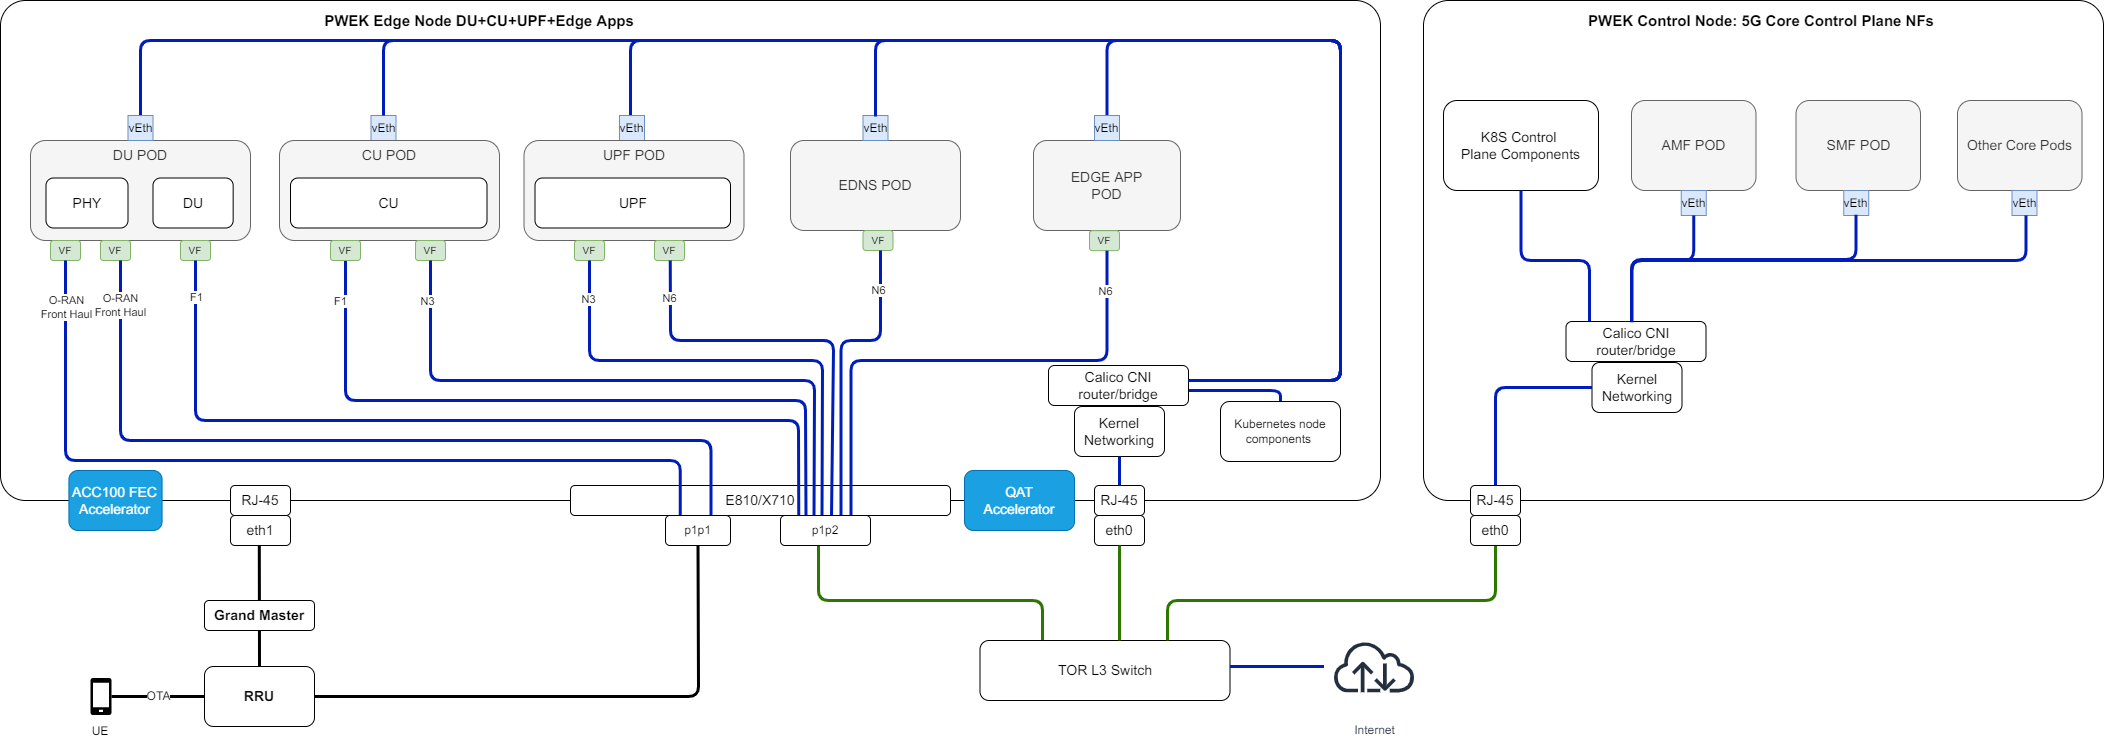 PWEK Edge Node DU+CU+UPF+Edge Apps
PWEK Control Node: 5G Core Control Plane NFs
vEth
vEth
vEth
vEth
vEth
DU POD
CU POD
UPF POD
EDNS POD
EDGE APP
POD
PHY
DU
CU
UPF
K8S Control
Plane Components
AMF POD
SMF POD
Other Core Pods
vEth
vEth
vEth
VF
VF
VF
VF
VF
VF
VF
VF
VF
O-RAN
Front Haul
O-RAN
Front Haul
F1
F1
N3
N3
N6
N6
N6
Calico CNI
router/bridge
Kernel
Networking
Calico CNI
router/bridge
Kernel
Networking
Kubernetes node
components
ACC100 FEC
Accelerator
RJ-45
eth1
E810/X710
p1p1
p1p2
QAT
Accelerator
RJ-45
eth0
RJ-45
eth0
Grand Master
RRU
OTA
UE
TOR L3 Switch
Internet